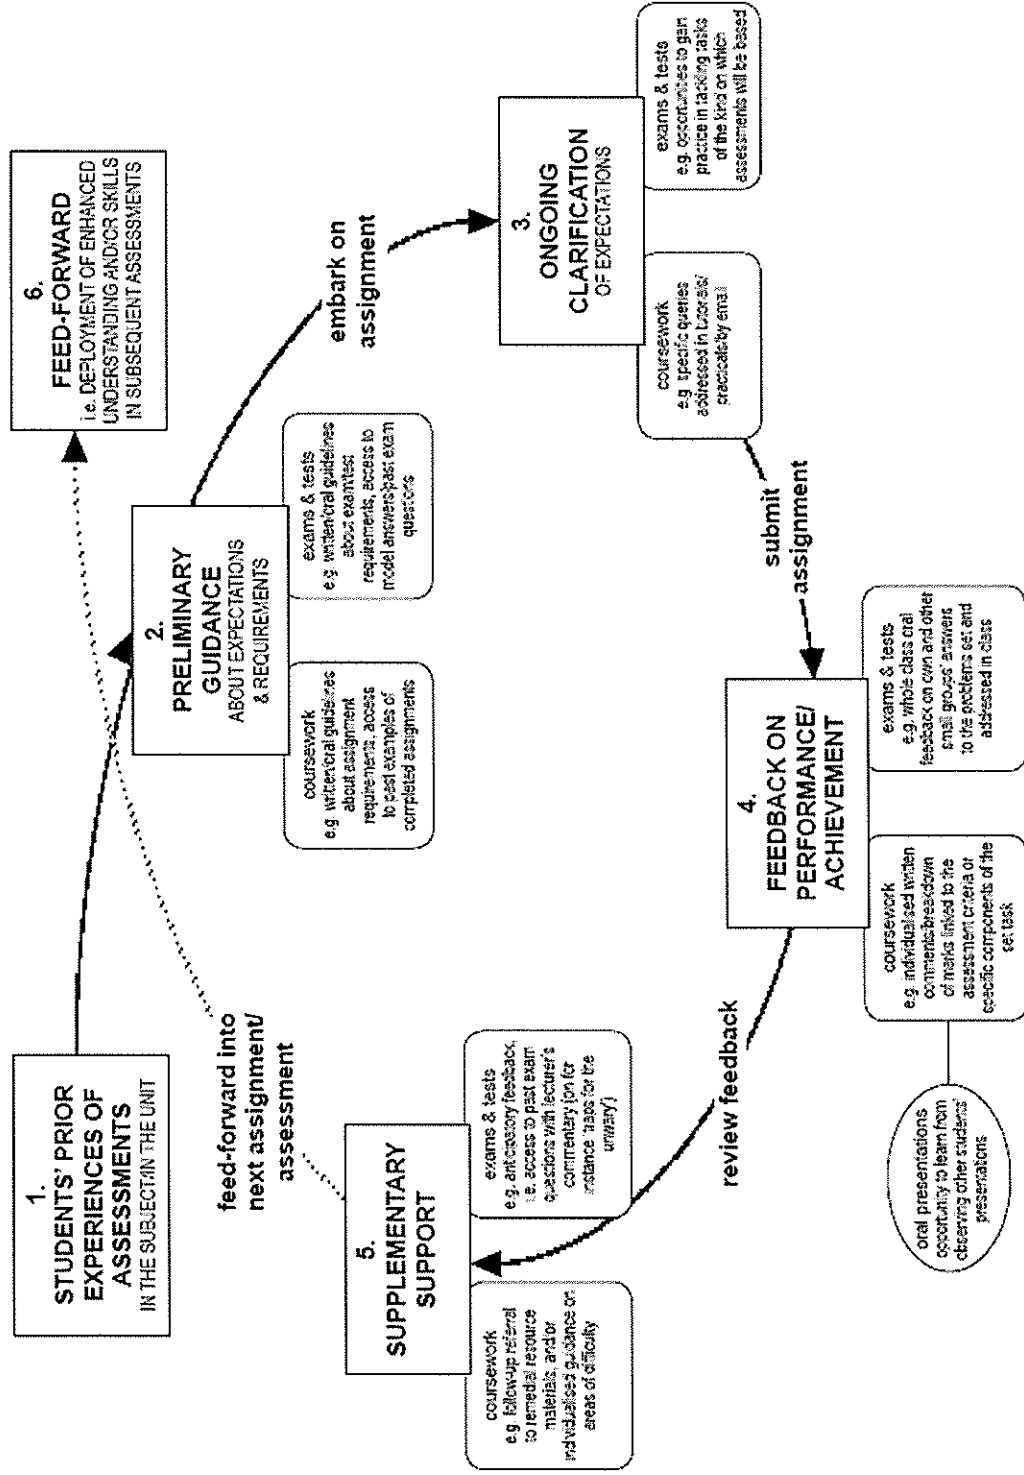 1.
STUDENTS' PRIOR
EXPERIENCES OF
ASSESSMENTS
IN THE SUBJECT/IN THE UNIT
2.
PRELIMINARY
GUIDANCE
ABOUT EXPECTATIONS
& REQUIREMENTS
coursework
e.g. written/oral guidelines
about assignment
requirements, access
to past examples of
completed assignments
exams & tests
e.g. written/oral guidelines
about exam/test
requirements, access to
model answers/past exam
questions
embark on
assignment
3.
ONGOING
CLARIFICATION
OF EXPECTATIONS
coursework
e.g. specific queries
addressed in tutorials/
practicals/by email
exams & tests
e.g. opportunities to gain
practice in tackling tasks
of the kind on which
assessments will be based
submit
assignment
4.
FEEDBACK ON
PERFORMANCE/
ACHIEVEMENT
coursework
e.g. individualised written
comments/breakdown
of marks linked to the
assessment criteria or
specific components of the
set task
exams & tests
e.g. whole class oral
feedback on own and other
small groups' answers
to the problems set and
addressed in class
oral presentations
opportunity to learn from
observing other students'
presentations
review feedback
5.
SUPPLEMENTARY
SUPPORT
coursework
e.g. follow-up referral
to remedial resource
materials, and/or
individualised guidance on
areas of difficulty
exams & tests
e.g. anticipatory feedback,
i.e. access to past exam
questions with lecturer's
commentary (on for
instance 'traps for the
unwary')
feed-forward into
next assignment/
assessment
6.
FEED-FORWARD
i.e. DEPLOYMENT OF ENHANCED
UNDERSTANDING AND/OR SKILLS
IN SUBSEQUENT ASSESSMENTS